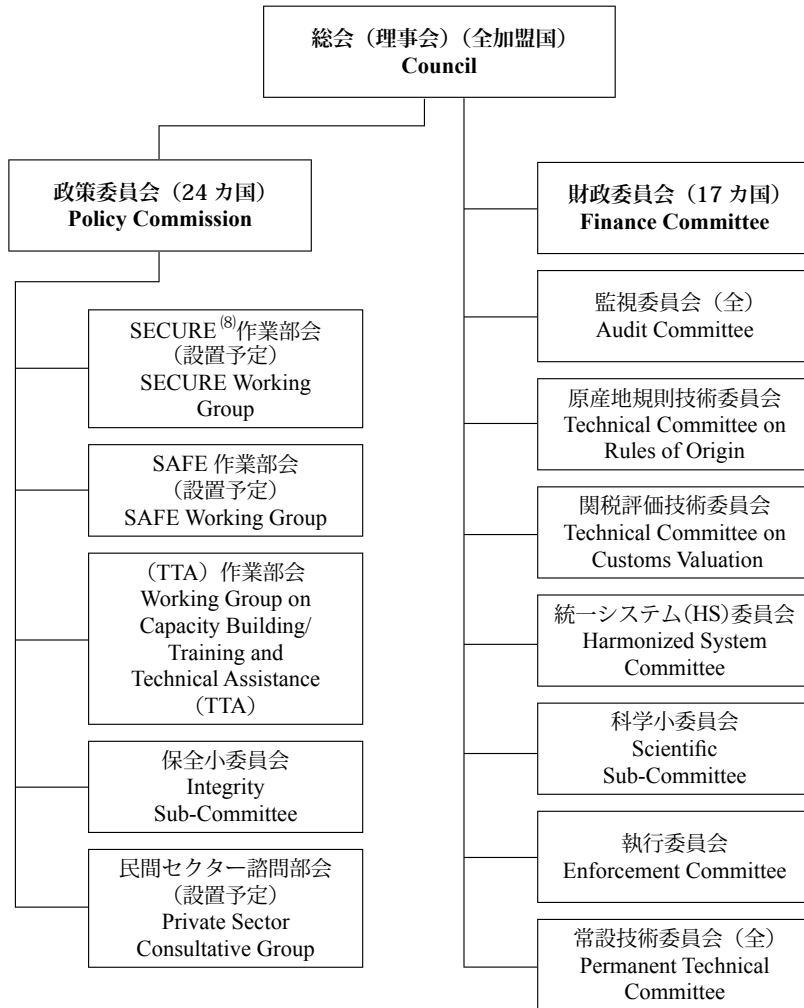 総会（理事会）（全加盟国）
Council
政策委員会（24 カ国）
Policy Commission
SECURE⁽⁸⁾作業部会
（設置予定）
SECURE Working
Group
SAFE 作業部会
（設置予定）
SAFE Working Group
（TTA）作業部会
Working Group on
Capacity Building/
Training and
Technical Assistance
（TTA）
保全小委員会
Integrity
Sub-Committee
民間セクター諮問部会
（設置予定）
Private Sector
Consultative Group
財政委員会（17 カ国）
Finance Committee
監視委員会（全）
Audit Committee
原産地規則技術委員会
Technical Committee on
Rules of Origin
関税評価技術委員会
Technical Committee on
Customs Valuation
統一システム(HS)委員会
Harmonized System
Committee
科学小委員会
Scientific
Sub-Committee
執行委員会
Enforcement Committee
常設技術委員会（全）
Permanent Technical
Committee